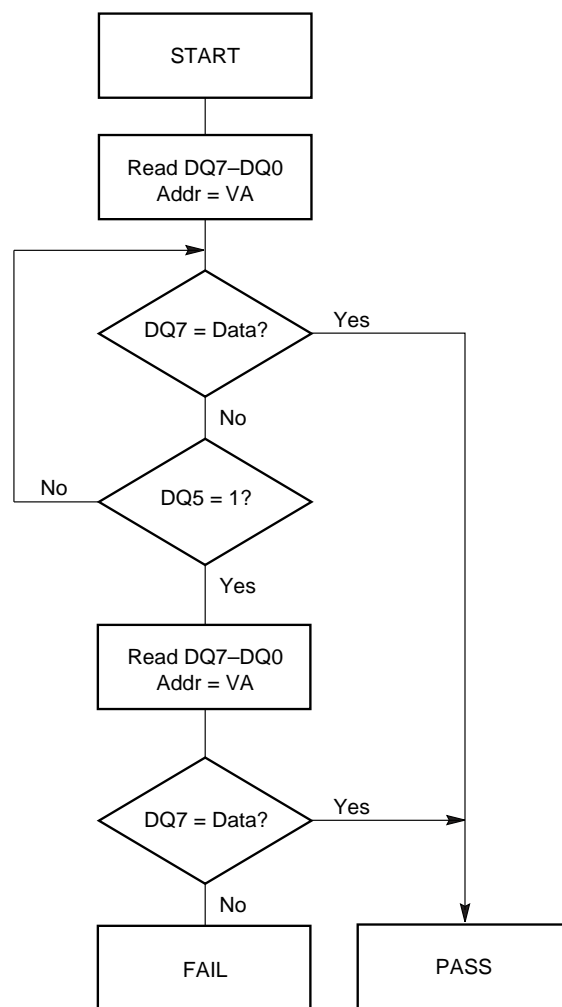 START
Read DQ7–DQ0
Addr = VA
DQ7 = Data?
Yes
No
No
DQ5 = 1?
Yes
Read DQ7–DQ0
Addr = VA
DQ7 = Data?
Yes
No
FAIL
PASS